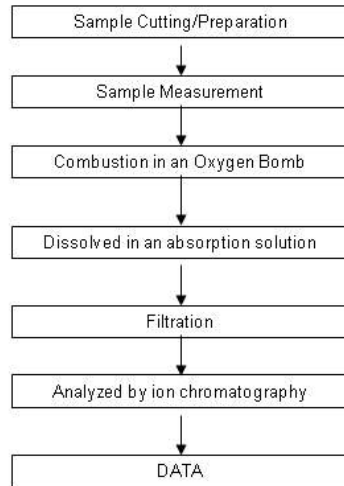 Sample Cutting/Preparation
Sample Measurement
Combustion in an Oxygen Bomb
Dissolved in an absorption solution
Filtration
Analyzed by ion chromatography
DATA